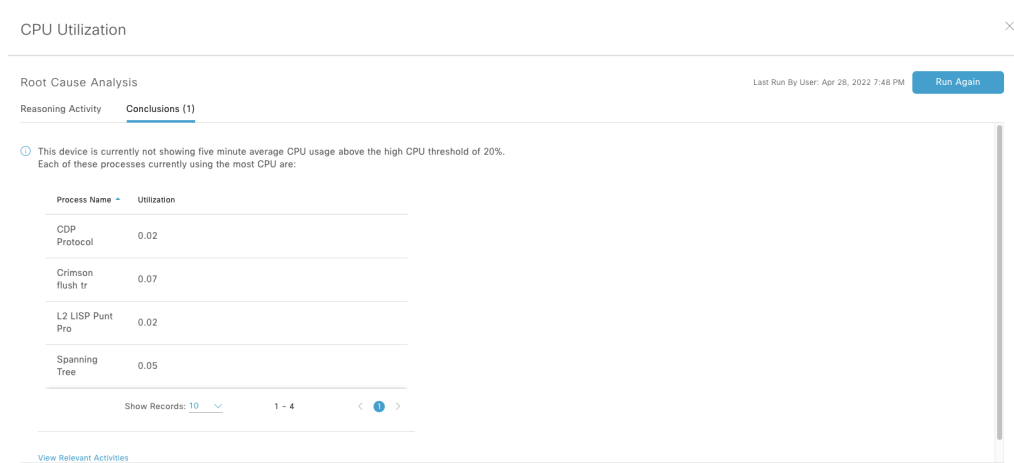 CPU Utilization
Root Cause Analysis
Last Run By User: Apr 28, 2022 7:48 PM
Run Again
Reasoning Activity
Conclusions (1)
This device is currently not showing five minute average CPU usage above the high CPU threshold of 20%.
Each of these processes currently using the most CPU are:
Process Name
Utilization
CDP
Protocol
0.02
Crimson
flush tr
0.07
L2 LISP Punt
Pro
0.02
Spanning
Tree
0.05
Show Records: 10
1 - 4
1
View Relevant Activities